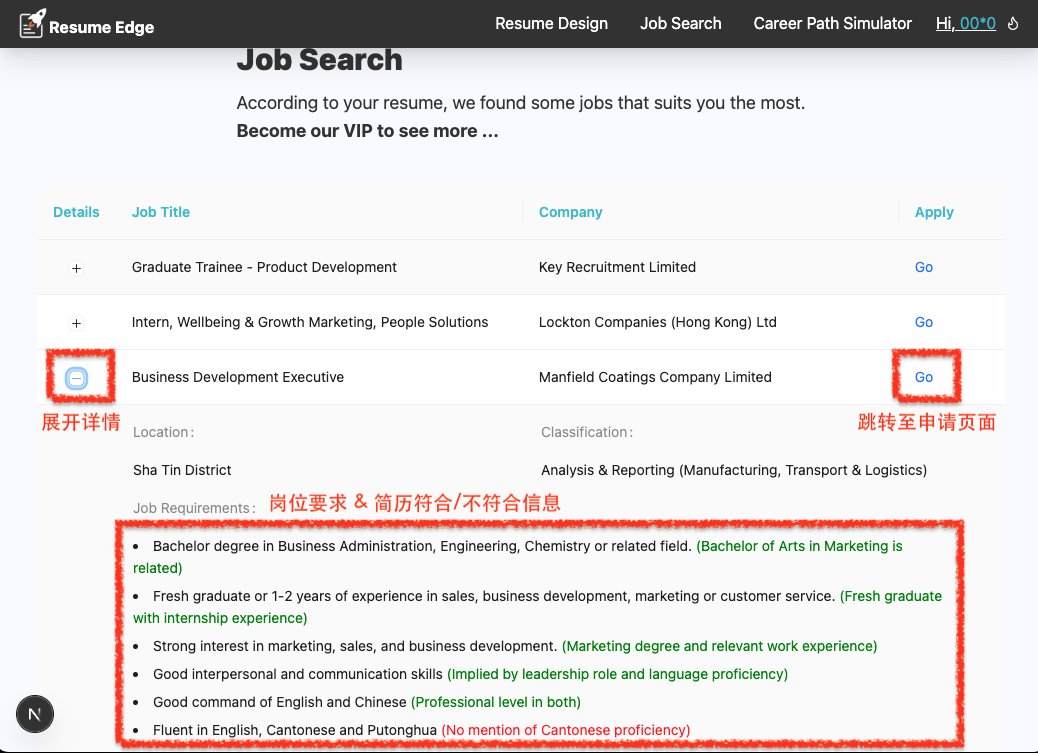 Resume Edge
Resume Design Job Search Career Path Simulator Hi, 00*0
Job Search
According to your resume, we found some jobs that suits you the most.
Become our VIP to see more ...
Details Job Title Company Apply
+ Graduate Trainee - Product Development Key Recruitment Limited Go
+ Intern, Wellbeing & Growth Marketing, People Solutions Lockton Companies (Hong Kong) Ltd Go
Business Development Executive Manfield Coatings Company Limited Go
展开详情 跳转至申请页面
Location: Classification:
Sha Tin District Analysis & Reporting (Manufacturing, Transport & Logistics)
Job Requirements: 岗位要求 & 简历符合/不符合信息
• Bachelor degree in Business Administration, Engineering, Chemistry or related field. (Bachelor of Arts in Marketing is
related)
• Fresh graduate or 1-2 years of experience in sales, business development, marketing or customer service. (Fresh graduate
with internship experience)
• Strong interest in marketing, sales, and business development. (Marketing degree and relevant work experience)
• Good interpersonal and communication skills (Implied by leadership role and language proficiency)
• Good command of English and Chinese (Professional level in both)
• Fluent in English, Cantonese and Putonghua (No mention of Cantonese proficiency)
N